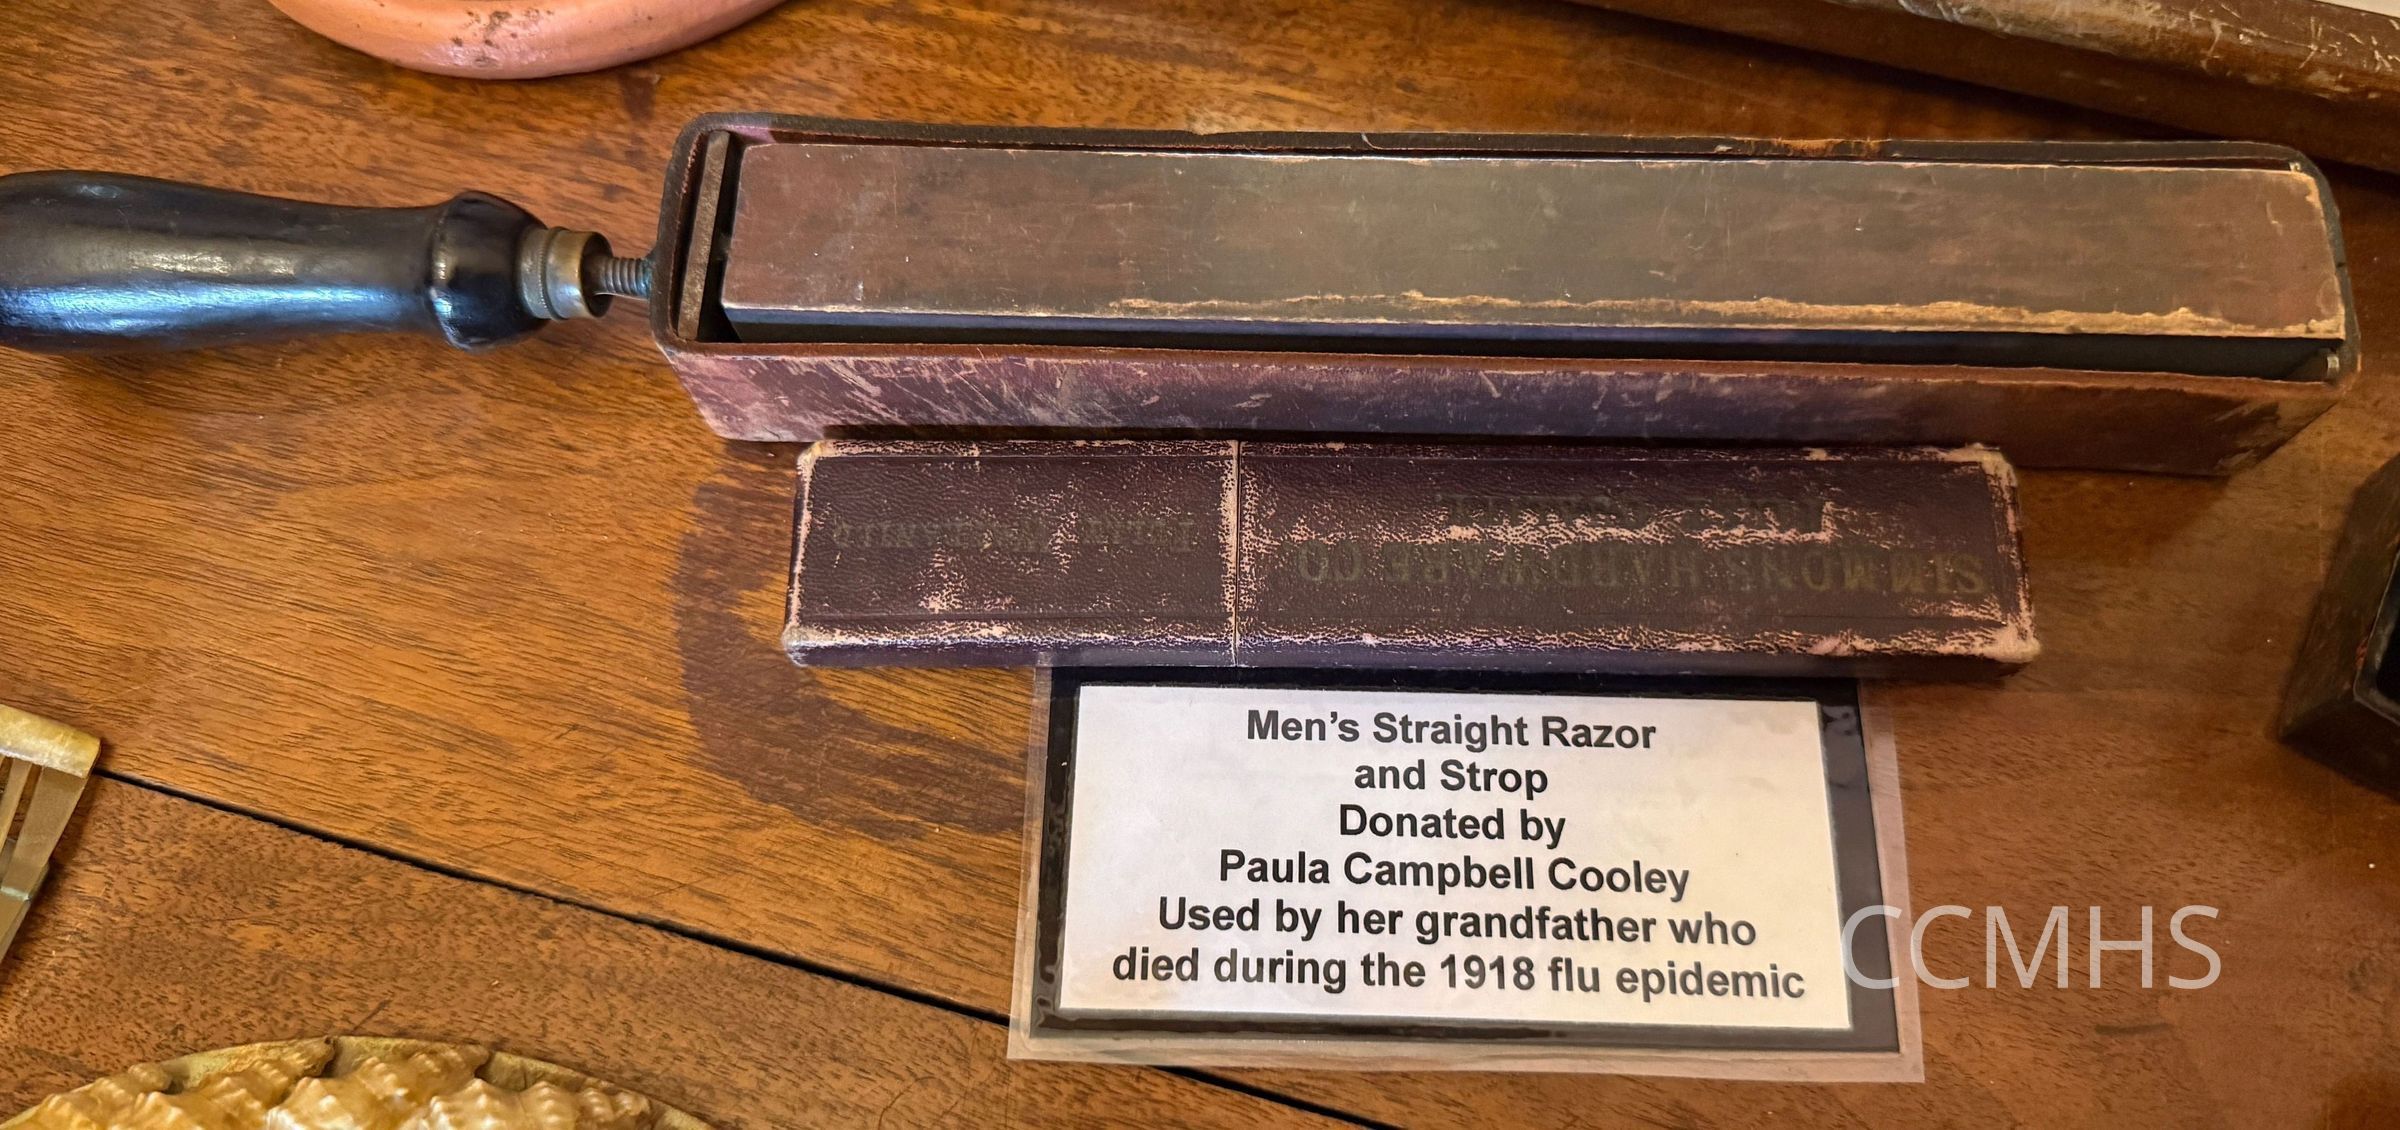 SIMMONS HARDWARE CO.
Men's Straight Razor
and Strop
Donated by
Paula Campbell Cooley
Used by her grandfather who
died during the 1918 flu epidemic
CCMHS